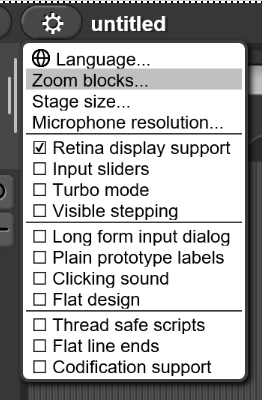 untitled
Language...
Zoom blocks...
Stage size...
Microphone resolution...
Retina display support
Input sliders
Turbo mode
Visible stepping
Long form input dialog
Plain prototype labels
Clicking sound
Flat design
Thread safe scripts
Flat line ends
Codification support